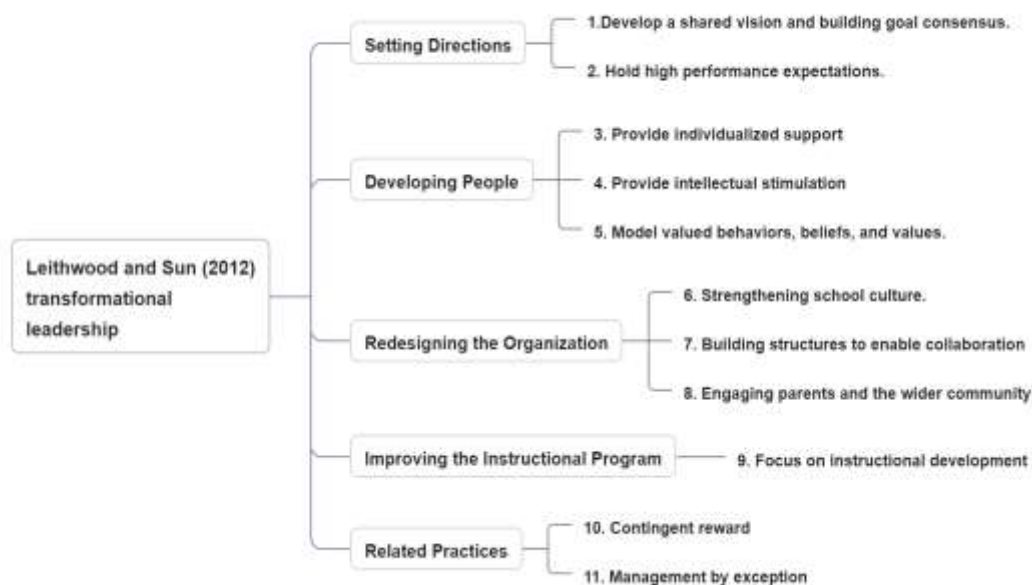 Leithwood and Sun (2012)
transformational
leadership
Setting Directions
1.Develop a shared vision and building goal consensus.
2. Hold high performance expectations.
Developing People
3. Provide individualized support
4. Provide intellectual stimulation
5. Model valued behaviors, beliefs, and values.
Redesigning the Organization
6. Strengthening school culture.
7. Building structures to enable collaboration
8. Engaging parents and the wider community
Improving the Instructional Program
9. Focus on instructional development
Related Practices
10. Contingent reward
11. Management by exception